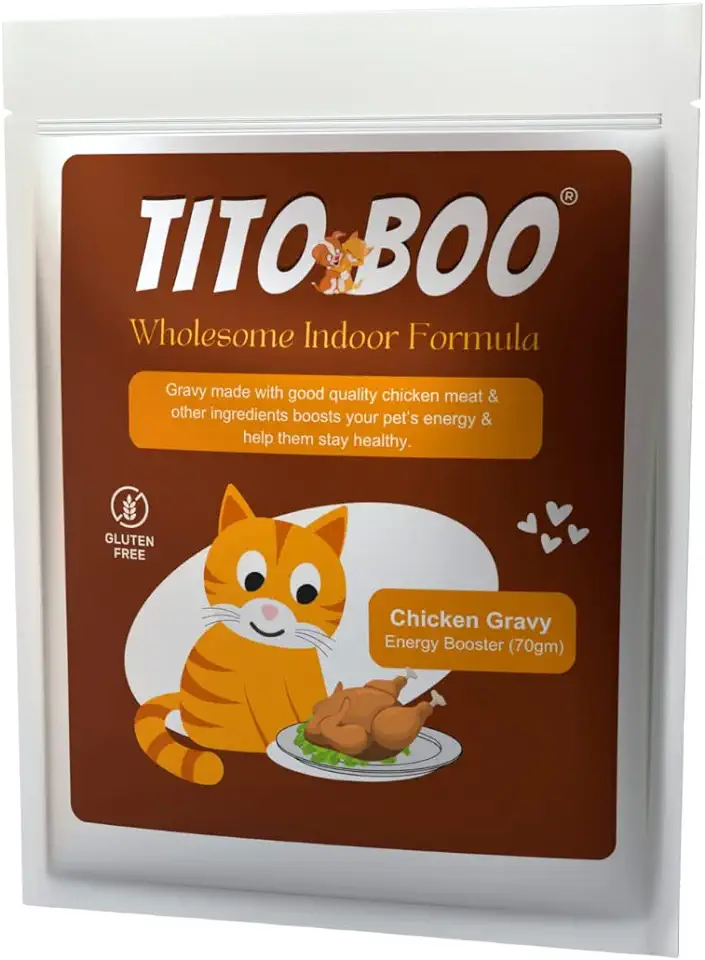 TITO BOO®
Wholesome Indoor Formula
Gravy made with good quality chicken meat &
other ingredients boosts your pet's energy &
help them stay healthy.
GLUTEN
FREE
Chicken Gravy
Energy Booster (70gm)